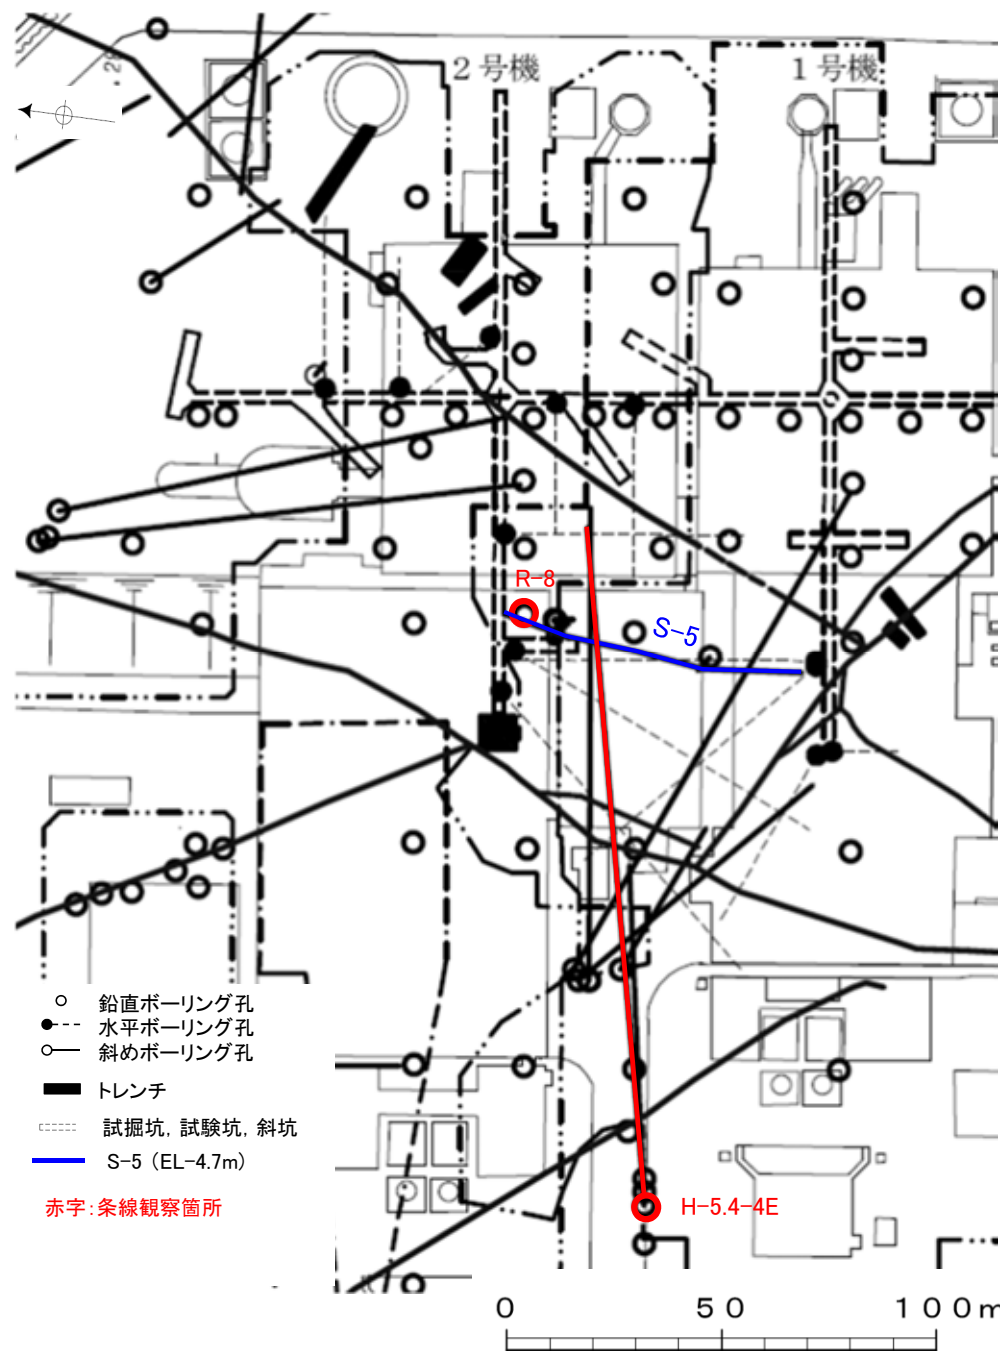 2号機
1号機
R-8
S-5
鉛直ボーリング孔
水平ボーリング孔
斜めボーリング孔
トレンチ
試掘坑, 試験坑, 斜坑
S-5 (EL-4.7m)
赤字:条線観察箇所
H-5.4-4E
0 50 100m